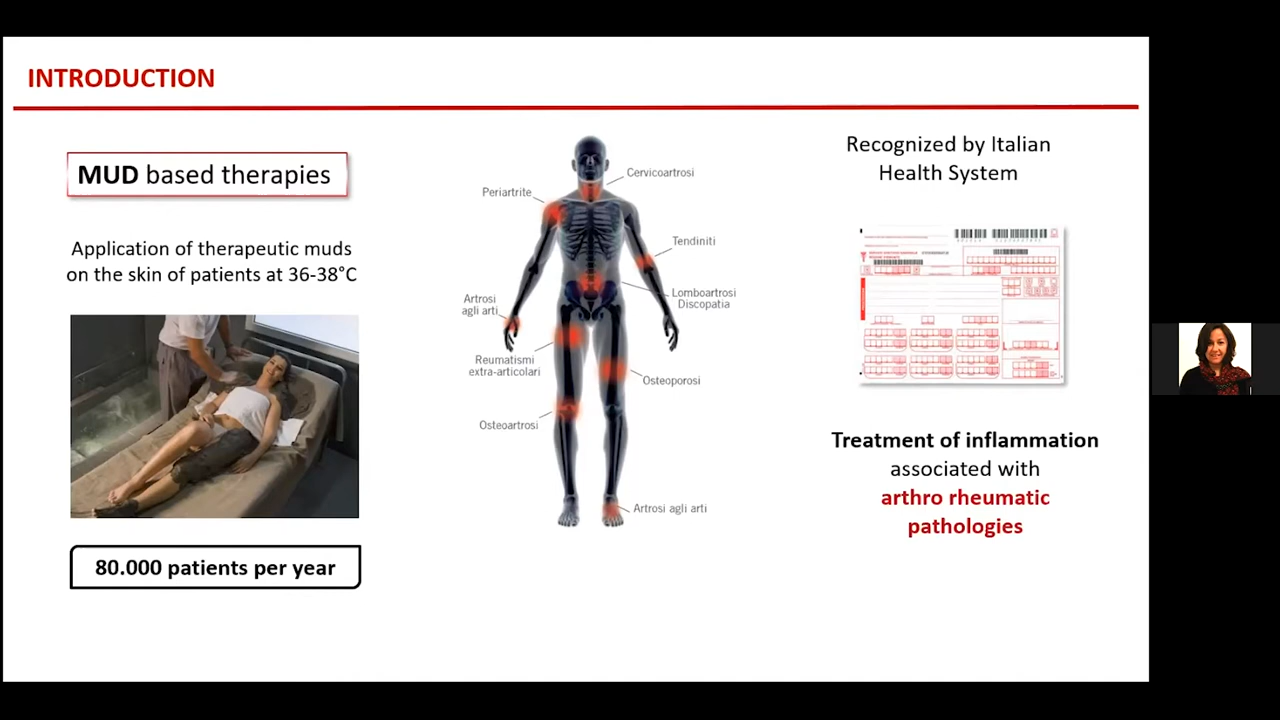 INTRODUCTION
MUD based therapies
Application of therapeutic muds
on the skin of patients at 36-38°C
80.000 patients per year
Cervicoartrosi
Periartrite
Tendiniti
Lomboartrosi
Discopatia
Artrosi
agli arti
Reumatismi
extra-articolari
Osteoporosi
Osteoartrosi
Artrosi agli arti
Recognized by Italian
Health System
Treatment of inflammation
associated with
arthro rheumatic
pathologies